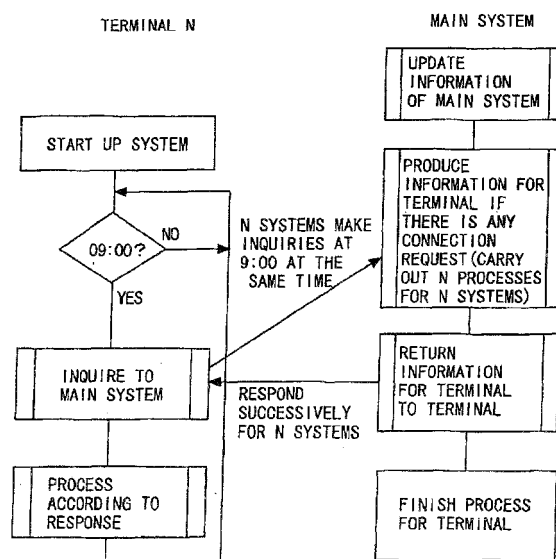 TERMINAL N
START UP SYSTEM
09:00?
NO
YES
INQUIRE TO
MAIN SYSTEM
PROCESS
ACCORDING TO
RESPONSE
N SYSTEMS MAKE
INQUIRIES AT
9:00 AT THE
SAME TIME
RESPOND
SUCCESSIVELY
FOR N SYSTEMS
MAIN SYSTEM
UPDATE
INFORMATION
OF MAIN SYSTEM
PRODUCE
INFORMATION FOR
TERMINAL IF
THERE IS ANY
CONNECTION
REQUEST(CARRY
OUT N PROCESSES
FOR N SYSTEMS)
RETURN
INFORMATION
FOR TERMINAL
TO TERMINAL
FINISH PROCESS
FOR TERMINAL